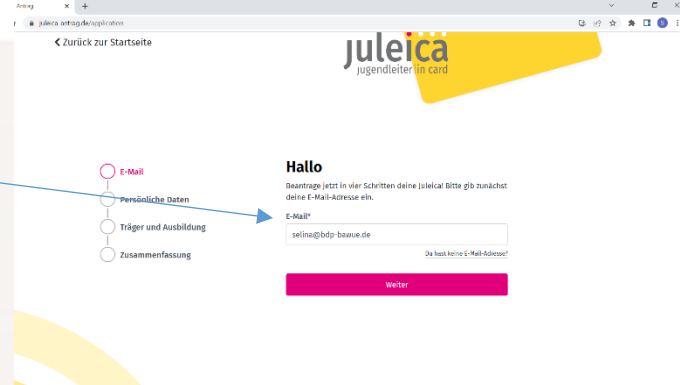 Antrag
juleica-antrag.de/application
Zurück zur Startseite
juleica
jugendleiter in card
E-Mail
Persönliche Daten
Träger und Ausbildung
Zusammenfassung
Hallo
Beantrage jetzt in vier Schritten deine Juleica! Bitte gib zunächst
deine E-Mail-Adresse ein.
E-Mail*
selina@bdp-bawue.de
Du hast keine E-Mail-Adresse?
Weiter